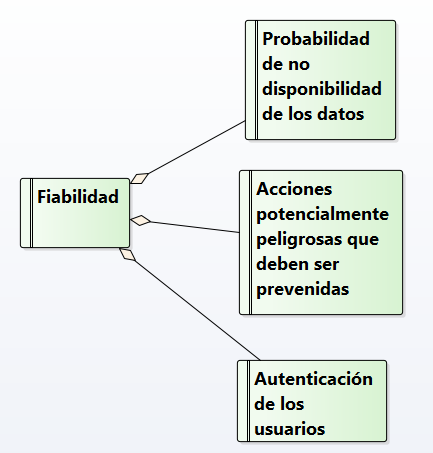 Probabilidad
de no
disponibilidad
de los datos
Fiabilidad
Acciones
potencialmente
peligrosas que
deben ser
prevenidas
Autenticación
de los
usuarios